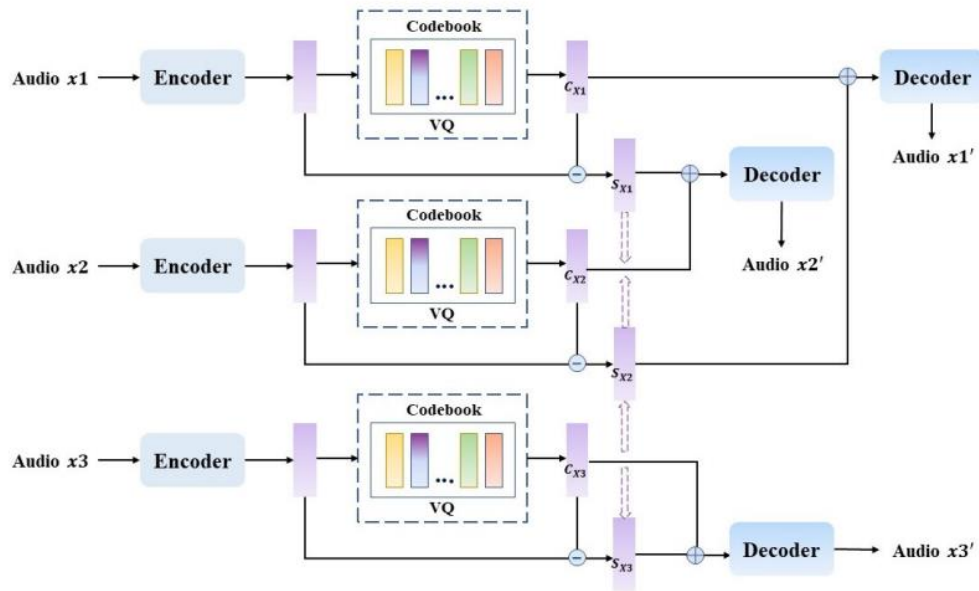 Codebook
Audio x1
Encoder
...
VQ
C_X1
Decoder
Audio x1′
S_X1
Decoder
Audio x2′
Codebook
Audio x2
Encoder
...
VQ
C_X2
S_X2
Codebook
Audio x3
Encoder
...
VQ
C_X3
S_X3
Decoder
Audio x3′